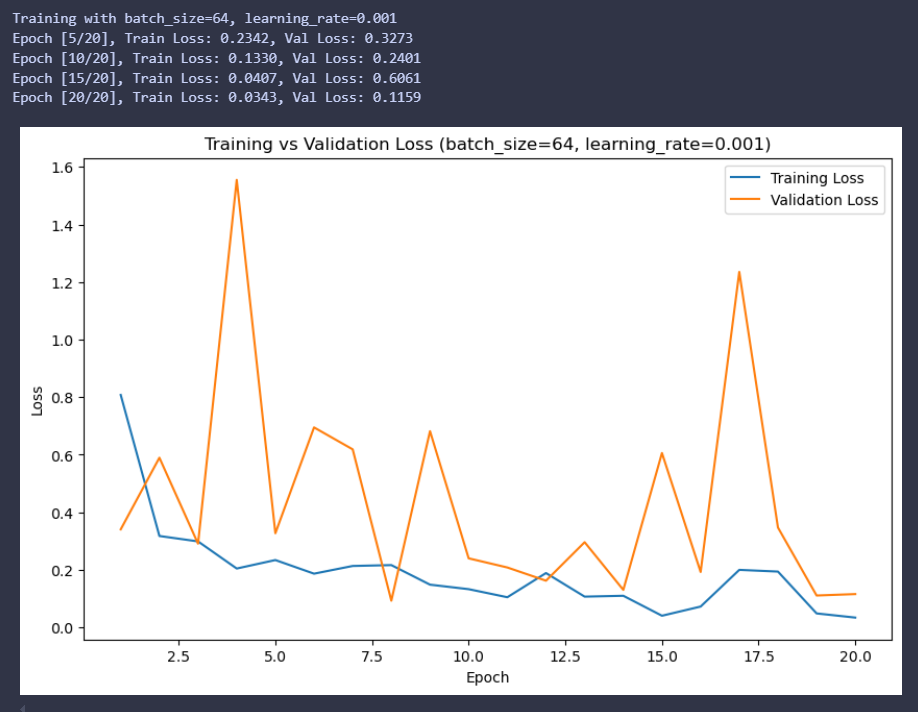 Training with batch_size=64, learning_rate=0.001
Epoch [5/20], Train Loss: 0.2342, Val Loss: 0.3273
Epoch [10/20], Train Loss: 0.1330, Val Loss: 0.2401
Epoch [15/20], Train Loss: 0.0407, Val Loss: 0.6061
Epoch [20/20], Train Loss: 0.0343, Val Loss: 0.1159
Training vs Validation Loss (batch_size=64, learning_rate=0.001)
Training Loss
Validation Loss
1.6
1.4
1.2
1.0
0.8
0.6
0.4
0.2
0.0
Loss
2.5 5.0 7.5 10.0 12.5 15.0 17.5 20.0
Epoch